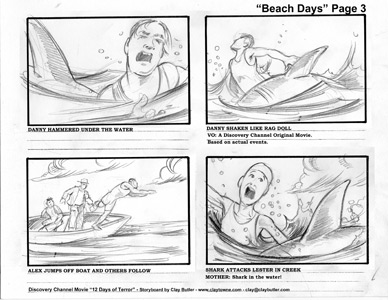 “Beach Days” Page 3
DANNY HAMMERED UNDER THE WATER
DANNY SHAKEN LIKE RAG DOLL
VO: A Discovery Channel Original Movie.
Based on actual events.
ALEX JUMPS OFF BOAT AND OTHERS FOLLOW
SHARK ATTACKS LESTER IN CREEK
MOTHER: Shark in the water!
Discovery Channel Movie “12 Days of Terror” - Storyboard by Clay Butler - www.claytowne.com - clay@claybutler.com